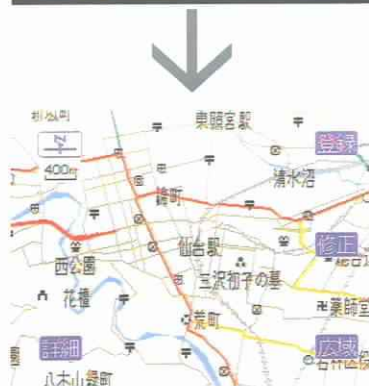 東照宮駅
登録
400m
清水沼
錦町
仙台駅
修正
西公園
三沢初子の墓
花壇
薬師堂
荒町
詳細
広域
八木山緑町